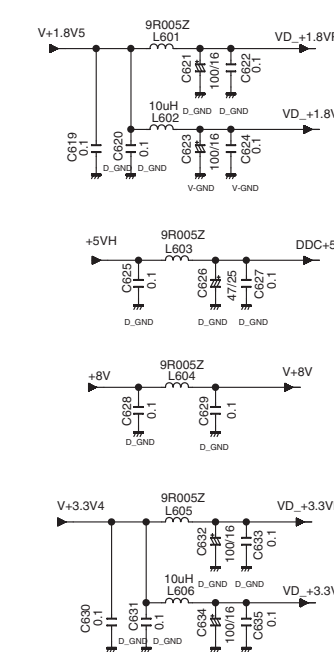 9R005Z
V+1.8V5
L601
VD_+1.8VF
C621
100/16
C622
0.1
D_GND
D_GND
10uH
L602
VD_+1.8V
C619
0.1
C620
0.1
D_GND
D_GND
C623
100/16
C624
0.1
V-GND
V-GND
9R005Z
+5VH
L603
DDC+5
C625
0.1
C626
47/25
C627
0.1
D_GND
D_GND
D_GND
9R005Z
+8V
L604
V+8V
C628
0.1
C629
0.1
D_GND
D_GND
9R005Z
V+3.3V4
L605
VD_+3.3V
C632
100/16
C633
0.1
D_GND
D_GND
10uH
L606
VD_+3.3V
C630
0.1
C631
0.1
D_GND
D_GND
C634
100/16
C635
0.1